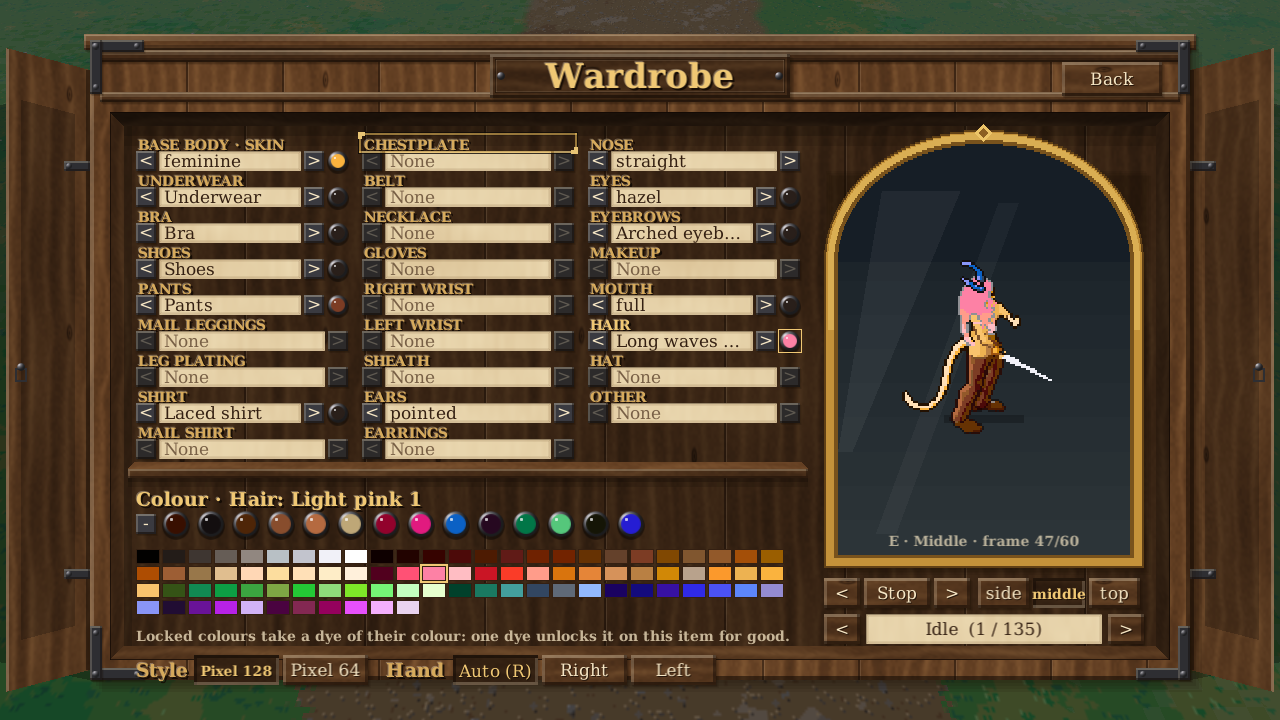 Wardrobe
Back
BASE BODY · SKIN
< feminine >
UNDERWEAR
< Underwear >
BRA
< Bra >
SHOES
< Shoes >
PANTS
< Pants >
MAIL LEGGINGS
< None >
LEG PLATING
< None >
SHIRT
< Laced shirt >
MAIL SHIRT
< None >
CHESTPLATE
< None >
BELT
< None >
NECKLACE
< None >
GLOVES
< None >
RIGHT WRIST
< None >
LEFT WRIST
< None >
SHEATH
< None >
EARS
< pointed >
EARRINGS
< None >
NOSE
< straight >
EYES
< hazel >
EYEBROWS
< Arched eyeb... >
MAKEUP
< None >
MOUTH
< full >
HAIR
< Long waves ... >
HAT
< None >
OTHER
< None >
Colour · Hair: Light pink 1
-
Locked colours take a dye of their colour: one dye unlocks it on this item for good.
Style Pixel 128 Pixel 64 Hand Auto (R) Right Left
E · Middle · frame 47/60
< Stop > side middle top
< Idle (1 / 135) >